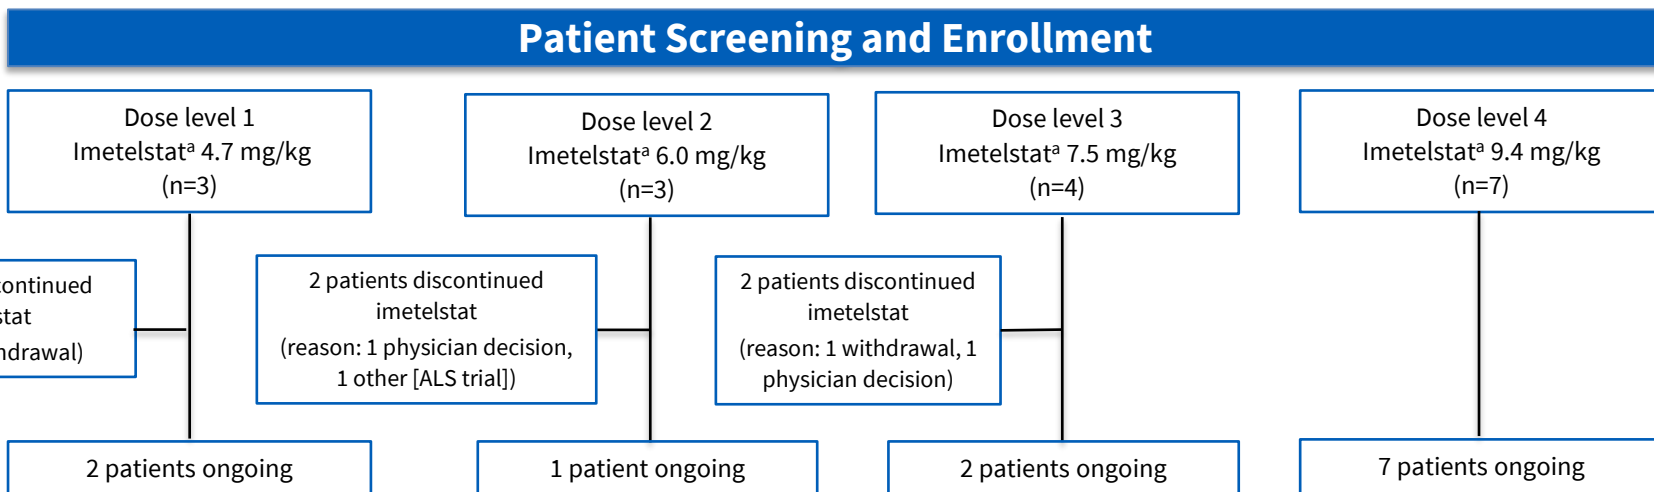 Patient Screening and Enrollment
Dose level 1
Imetelstatᵃ 4.7 mg/kg
(n=3)
Dose level 2
Imetelstatᵃ 6.0 mg/kg
(n=3)
Dose level 3
Imetelstatᵃ 7.5 mg/kg
(n=4)
Dose level 4
Imetelstatᵃ 9.4 mg/kg
(n=7)
2 patients discontinued
imetelstat
(reason: 1 physician decision,
1 other [ALS trial])
2 patients discontinued
imetelstat
(reason: 1 withdrawal, 1
physician decision)
2 patients ongoing
1 patient ongoing
2 patients ongoing
7 patients ongoing